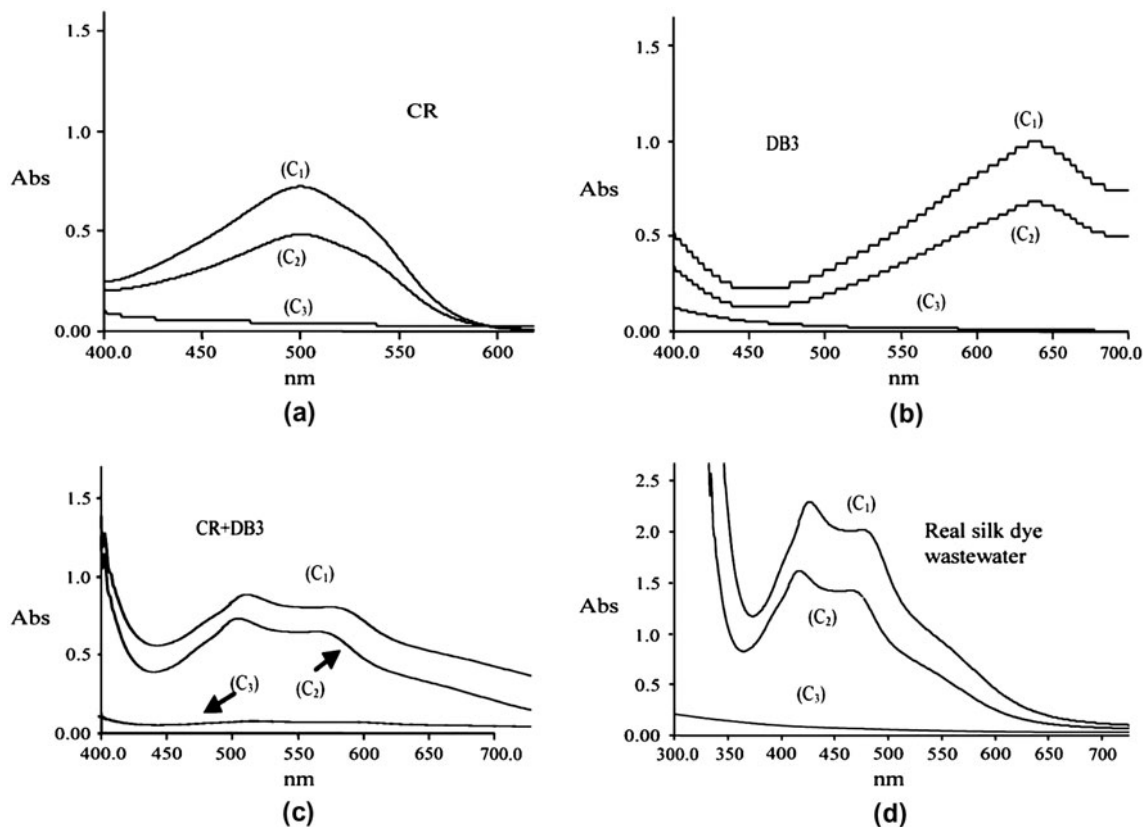 1.5
CR
1.0
(C₁)
Abs
0.5
(C₂)
(C₃)
0.00
400.0 450 500 550 600
nm
(a)
1.5
(C₁)
DB3
1.0
Abs
(C₂)
0.5
(C₃)
0.00
400.0 450 500 550 600 650 700.0
nm
(b)
1.5
CR+DB3
1.0
(C₁)
Abs
0.5
(C₃)
(C₂)
0.00
400.0 450 500 550 600 650 700.0
nm
(c)
2.5
(C₁)
Real silk dye
wastewater
2.0
1.5
Abs
(C₂)
1.0
(C₃)
0.5
0.00
300.0 350 400 450 500 550 600 650 700.0
nm
(d)